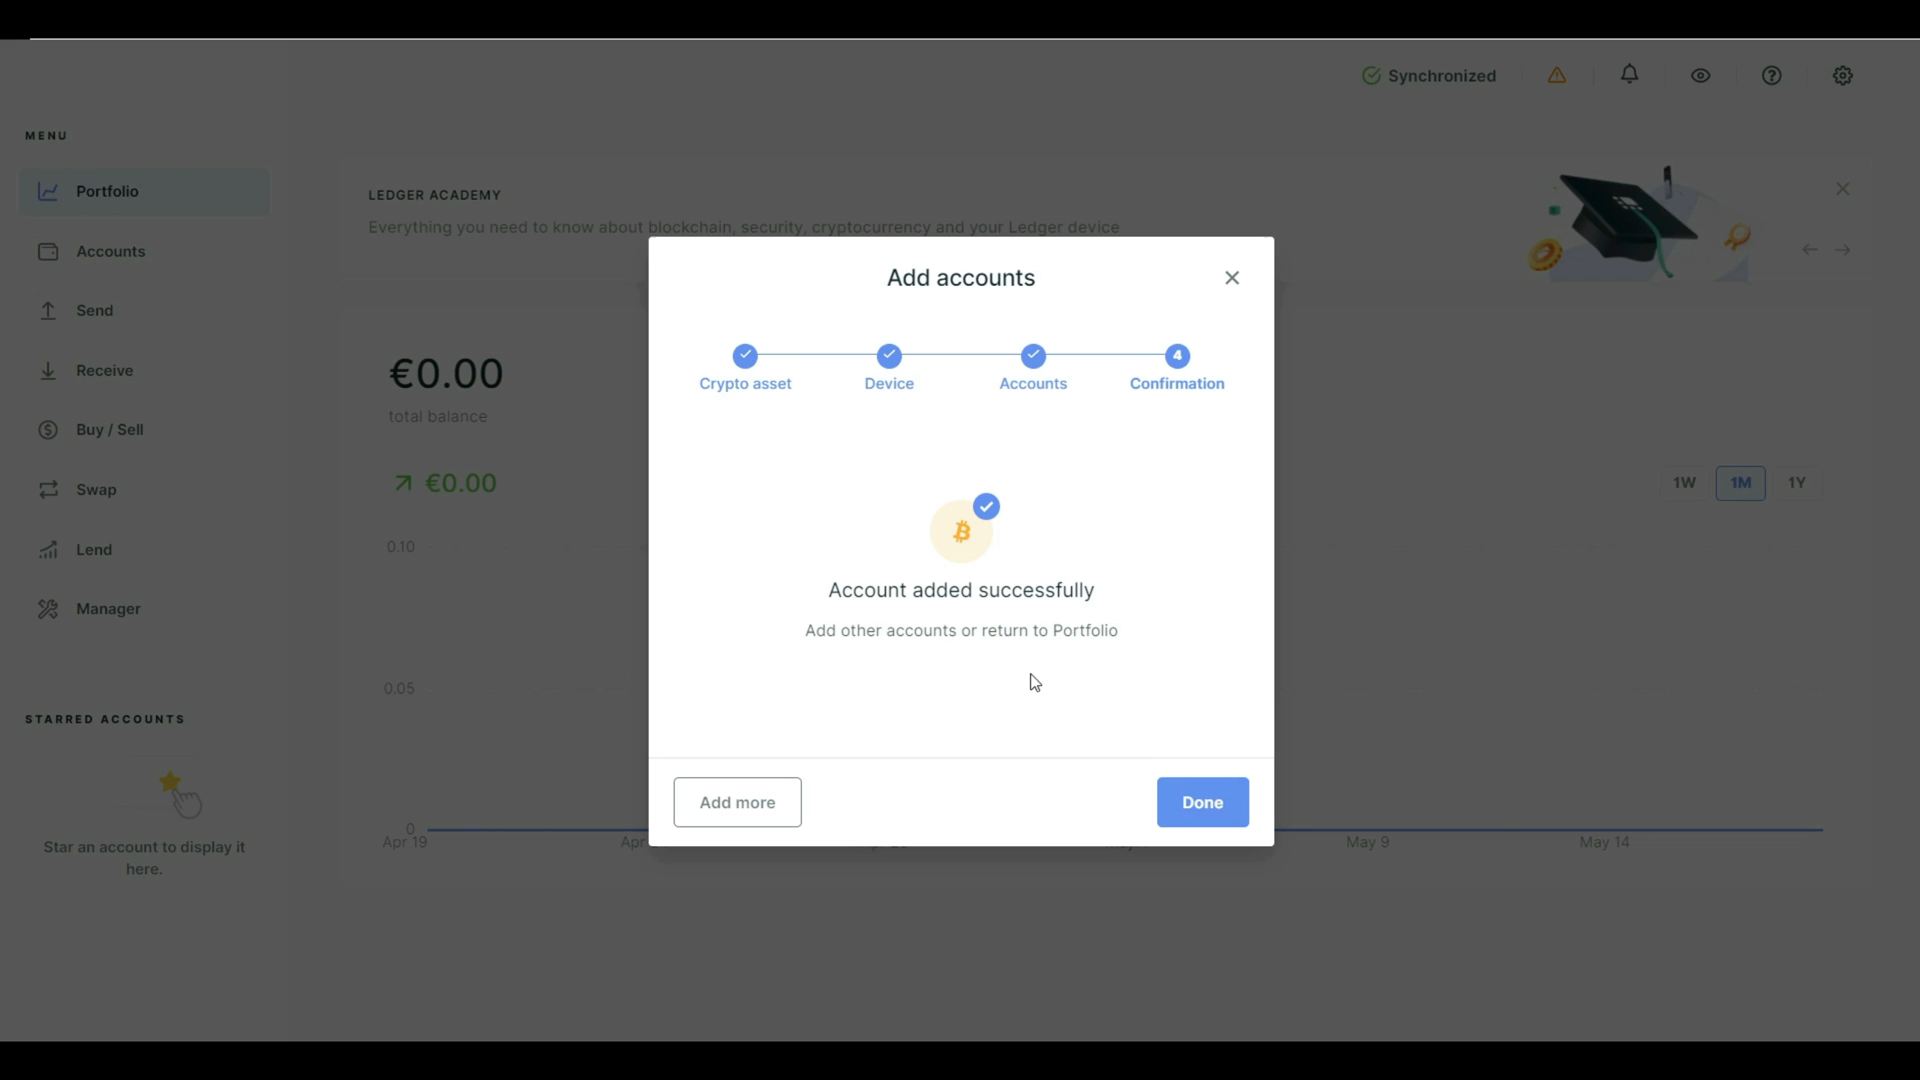 Synchronized
MENU
Portfolio
Accounts
Send
Receive
Buy / Sell
Swap
Lend
Manager
STARRED ACCOUNTS
Star an account to display it
here.
LEDGER ACADEMY
Everything you need to know about blockchain, security, cryptocurrency and your Ledger device
€0.00
total balance
€0.00
1W 1M 1Y
0.10
0.05
0
Apr 19
Apr
May 9
May 14
Add accounts
Crypto asset
Device
Accounts
4
Confirmation
Account added successfully
Add other accounts or return to Portfolio
Add more
Done